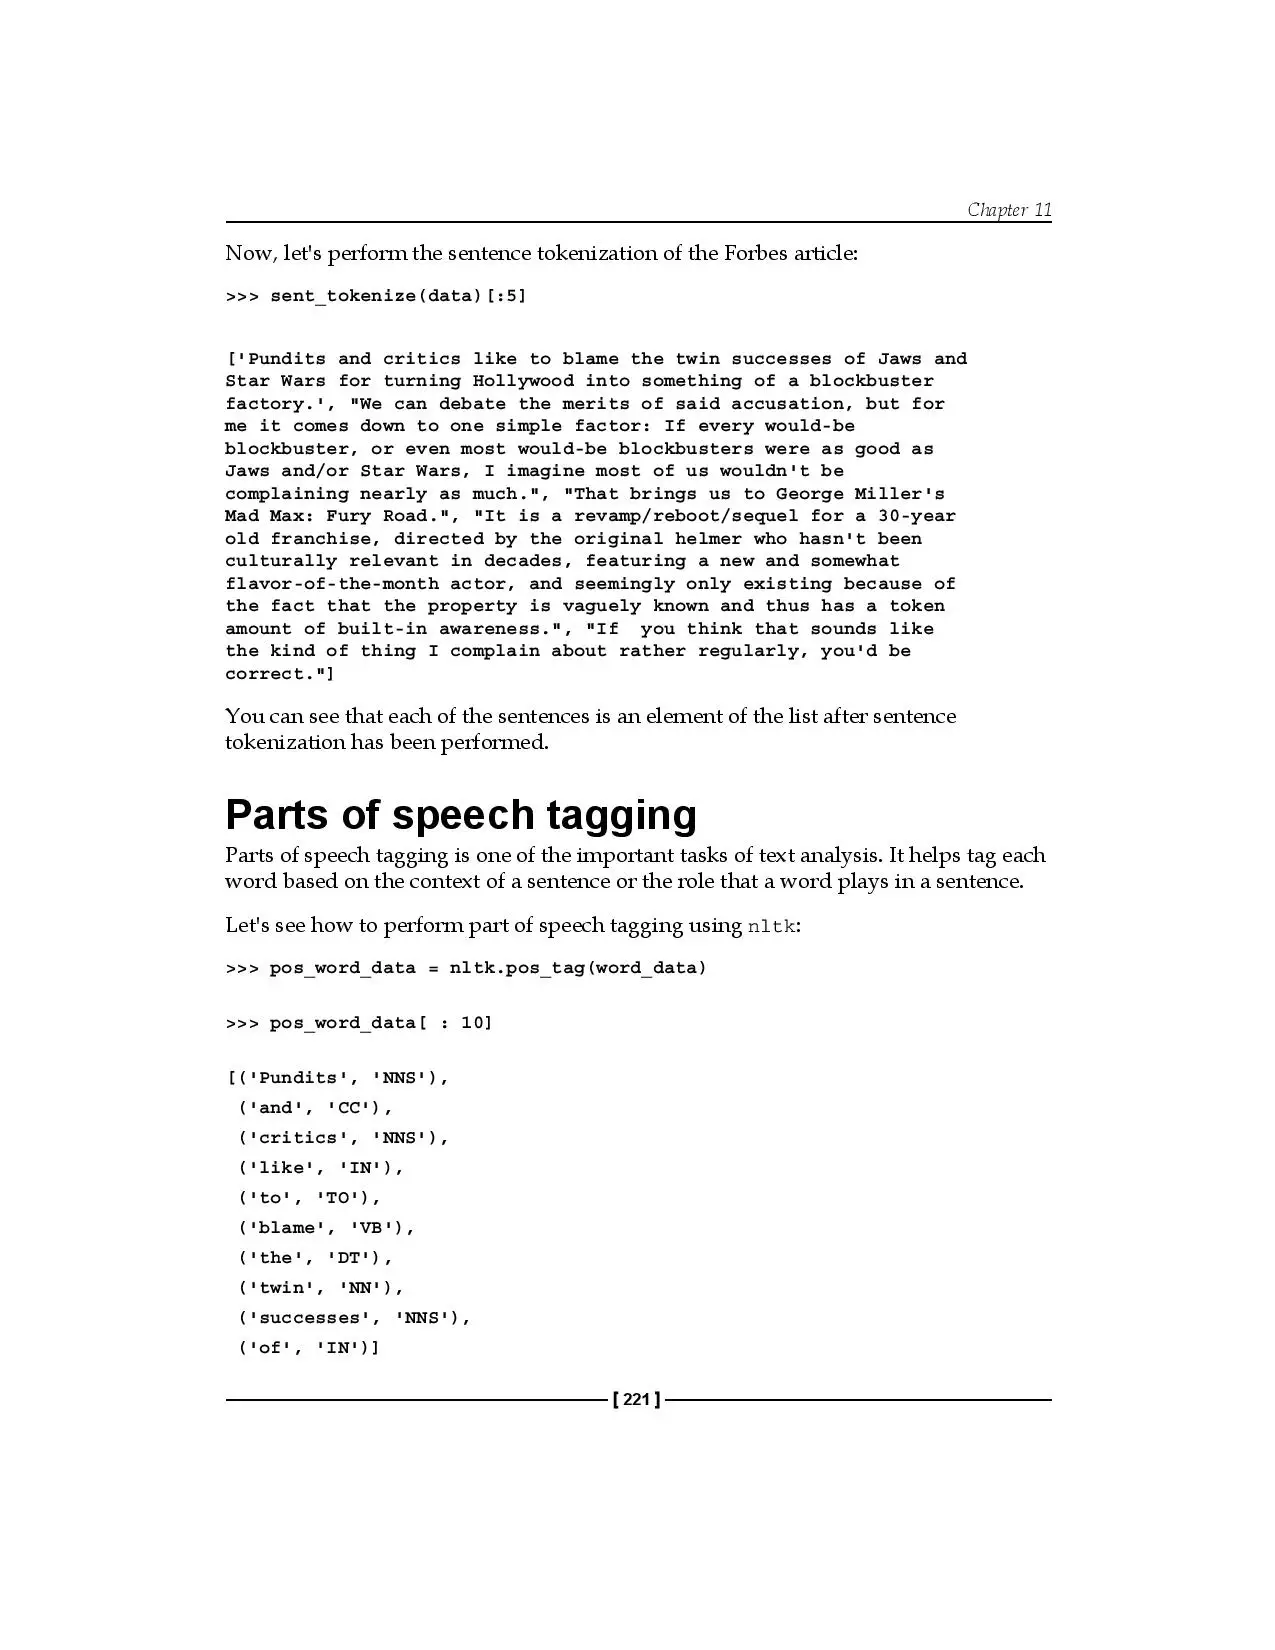 Chapter 11
Now, let's perform the sentence tokenization of the Forbes article:
>>> sent_tokenize(data)[:5]
['Pundits and critics like to blame the twin successes of Jaws and
Star Wars for turning Hollywood into something of a blockbuster
factory.', "We can debate the merits of said accusation, but for
me it comes down to one simple factor: If every would-be
blockbuster, or even most would-be blockbusters were as good as
Jaws and/or Star Wars, I imagine most of us wouldn't be
complaining nearly as much.", "That brings us to George Miller's
Mad Max: Fury Road.", "It is a revamp/reboot/sequel for a 30-year
old franchise, directed by the original helmer who hasn't been
culturally relevant in decades, featuring a new and somewhat
flavor-of-the-month actor, and seemingly only existing because of
the fact that the property is vaguely known and thus has a token
amount of built-in awareness.", "If  you think that sounds like
the kind of thing I complain about rather regularly, you'd be
correct."]
You can see that each of the sentences is an element of the list after sentence
tokenization has been performed.
Parts of speech tagging
Parts of speech tagging is one of the important tasks of text analysis. It helps tag each
word based on the context of a sentence or the role that a word plays in a sentence.
Let's see how to perform part of speech tagging using nltk:
>>> pos_word_data = nltk.pos_tag(word_data)
>>> pos_word_data[ : 10]
[('Pundits', 'NNS'),
('and', 'CC'),
('critics', 'NNS'),
('like', 'IN'),
('to', 'TO'),
('blame', 'VB'),
('the', 'DT'),
('twin', 'NN'),
('successes', 'NNS'),
('of', 'IN')]
[ 221 ]